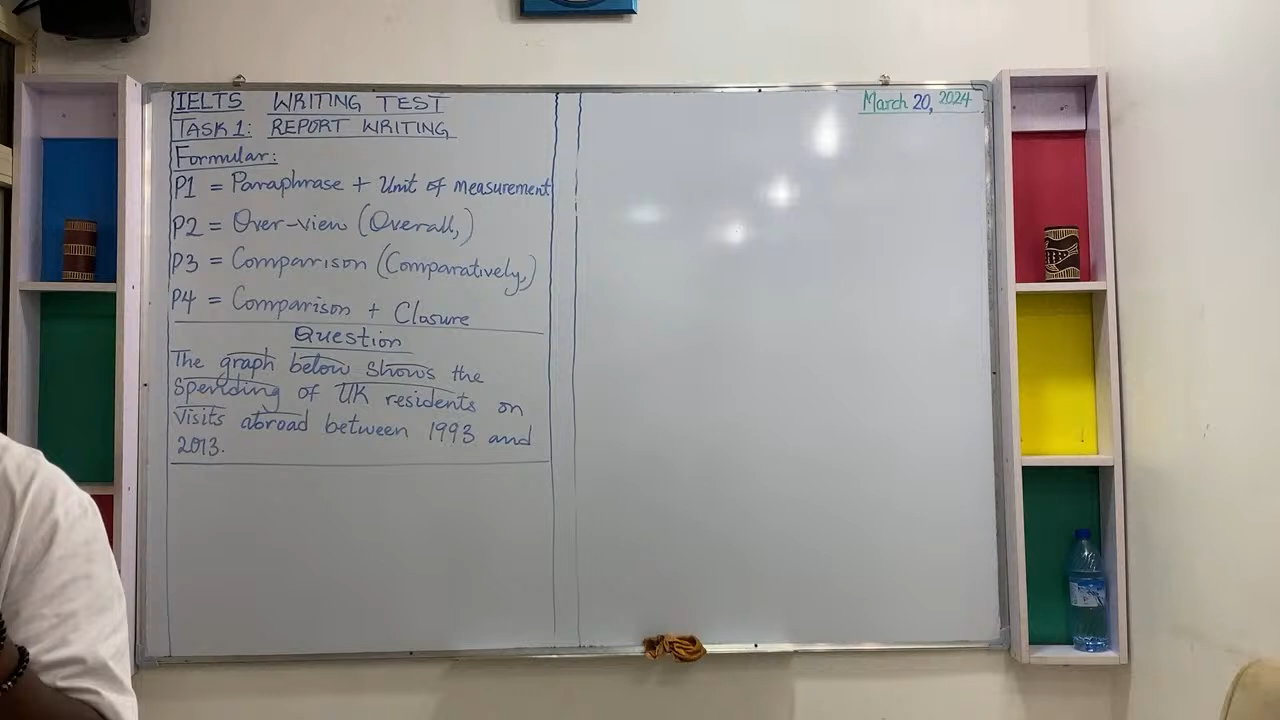 IELTS WRITING TEST
TASK 1: REPORT WRITING
Formular:
P1 = Paraphrase + Unit of measurement
P2 = Over-view (Overall,)
P3 = Comparison (Comparatively,)
P4 = Comparison + Closure
Question
The graph below shows the
spending of UK residents on
visits abroad between 1993 and
2013.
March 20, 2024